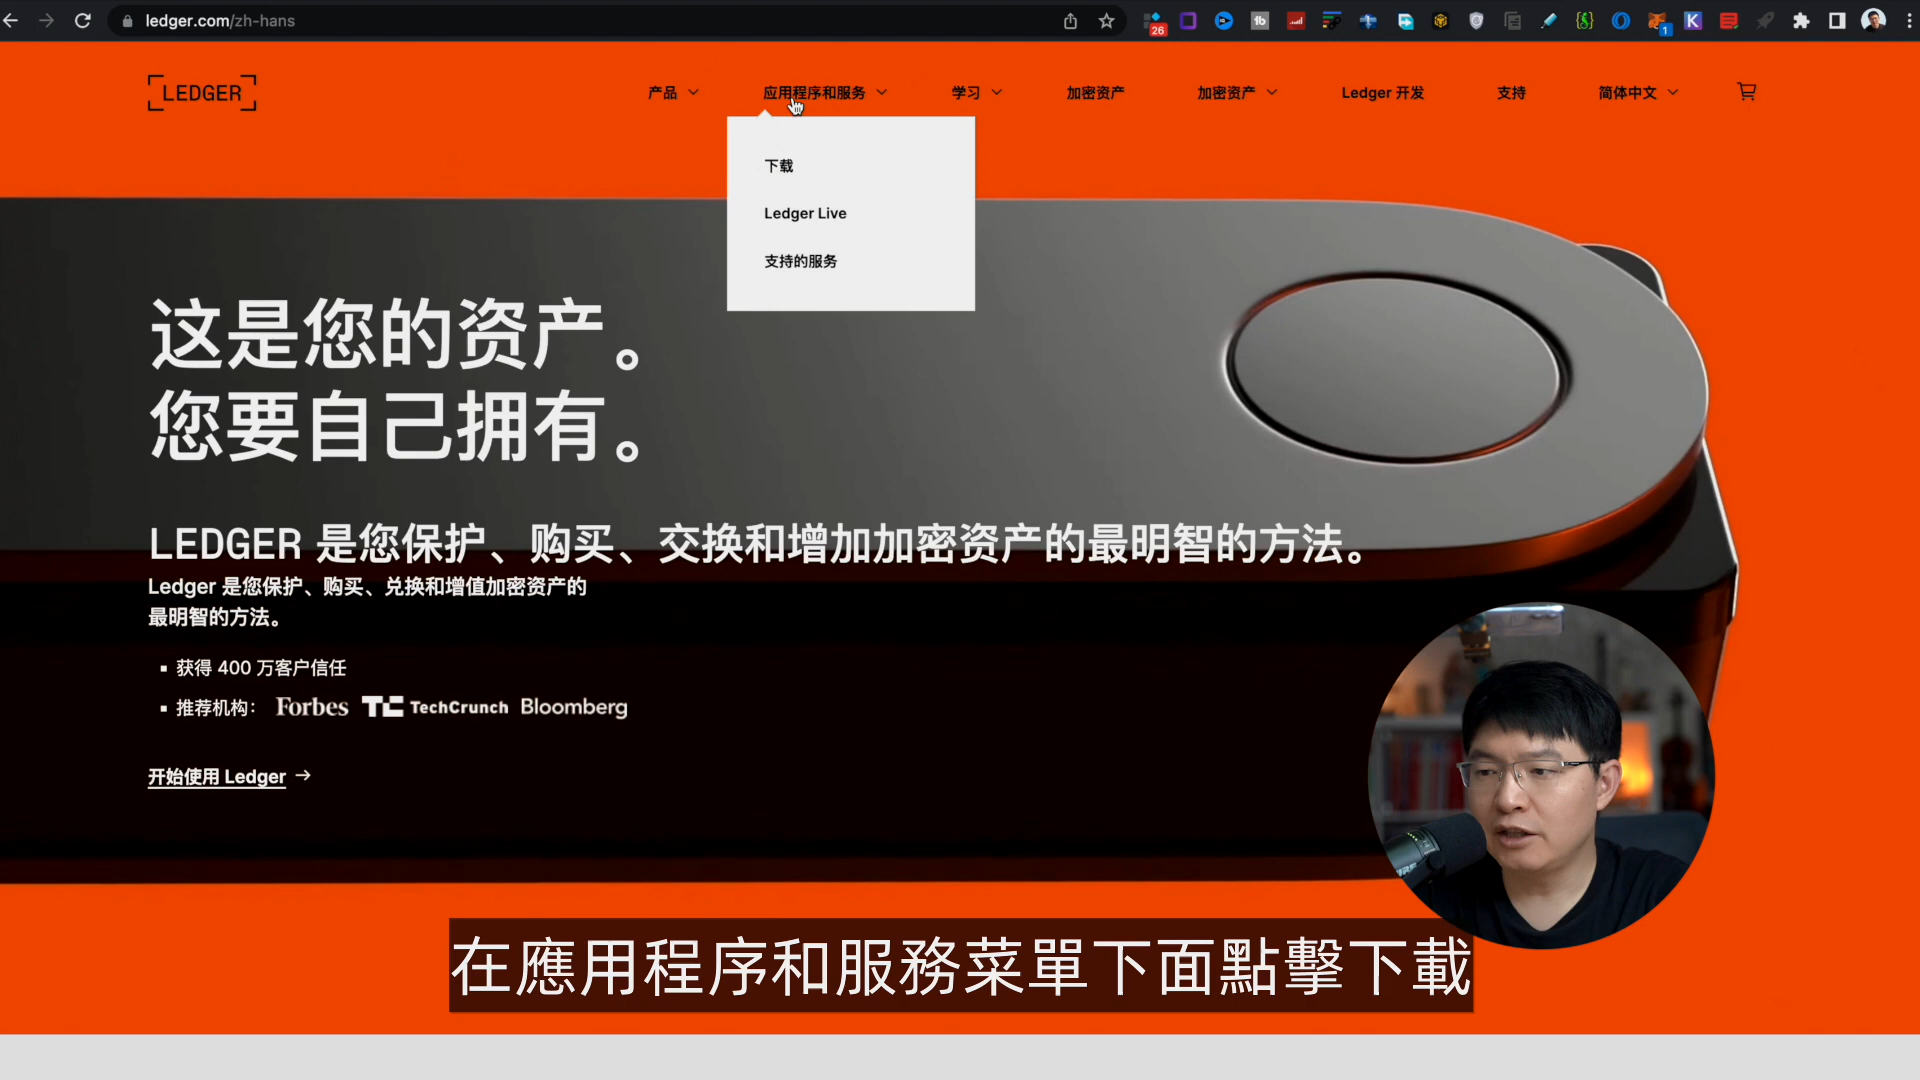 ledger.com/zh-hans
26
1
LEDGER
产品
应用程序和服务
学习
加密资产
加密资产
Ledger 开发
支持
简体中文
下载
Ledger Live
支持的服务
这是您的资产。
您要自己拥有。
LEDGER 是您保护、购买、交换和增加加密资产的最明智的方法。
Ledger 是您保护、购买、兑换和增值加密资产的
最明智的方法。
▪ 获得 400 万客户信任
▪ 推荐机构： Forbes TC TechCrunch Bloomberg
开始使用 Ledger →
在應用程序和服務菜單下面點擊下載